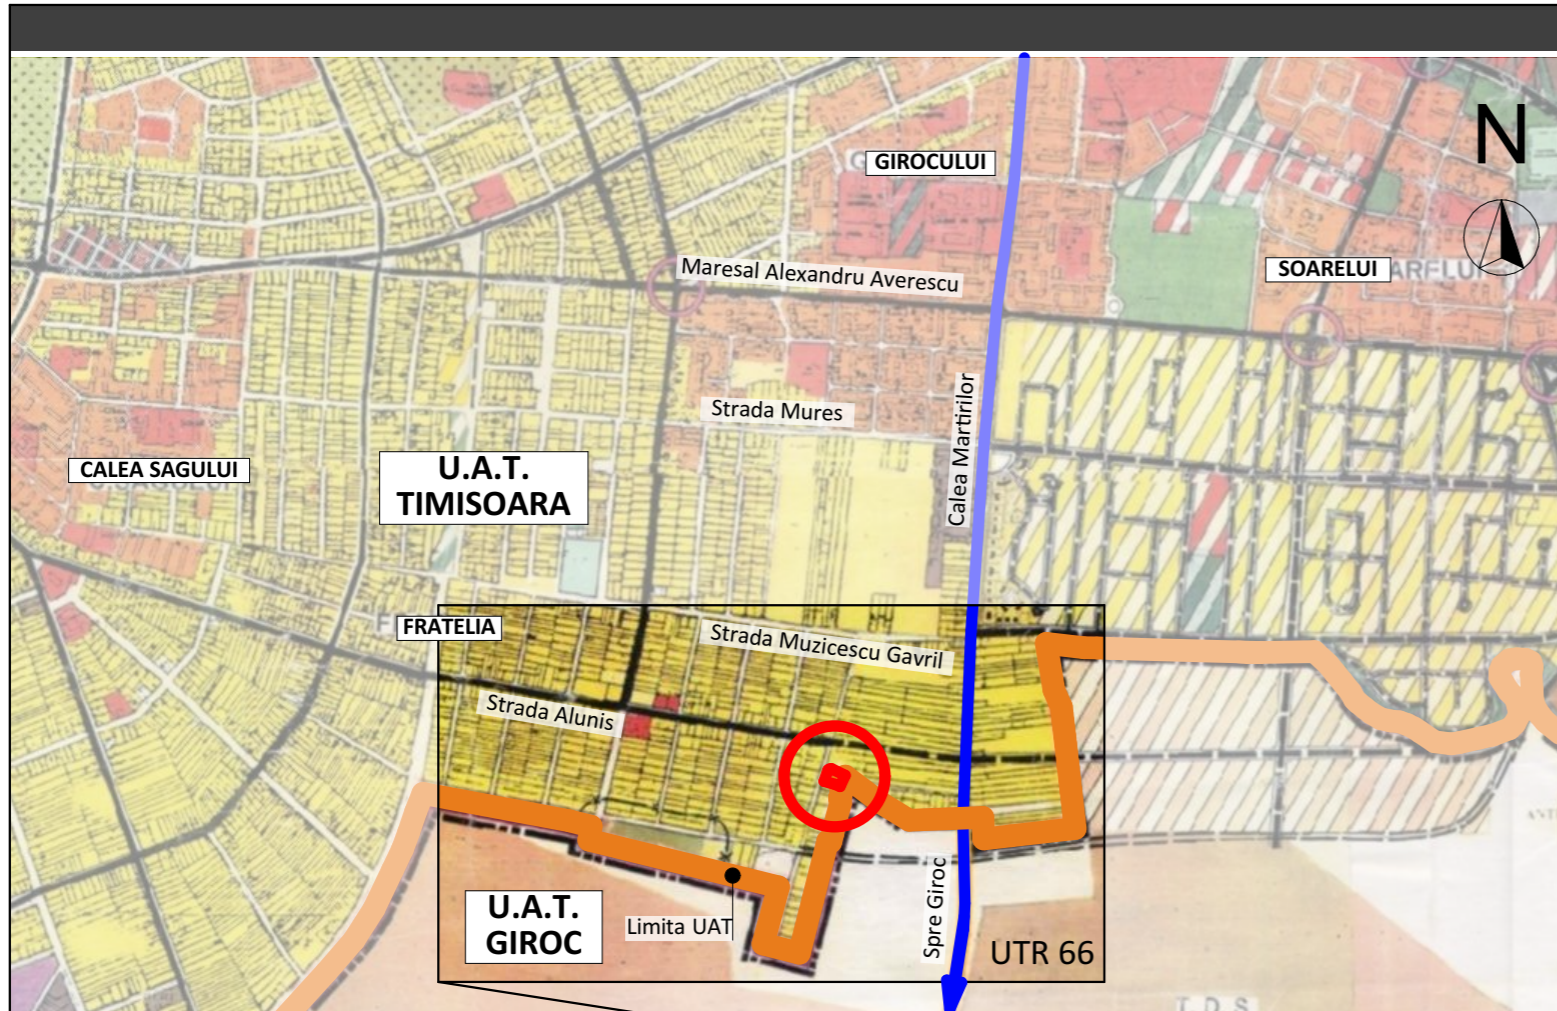 N
GIROCULUI
SOARELUI
Maresal Alexandru Averescu
Strada Mures
Calea Martirilor
CALEA SAGULUI
U.A.T.
TIMISOARA
FRATELIA
Strada Muzicescu Gavril
Strada Alunis
U.A.T.
GIROC
Limita UAT
Spre Giroc
UTR 66
T.D.S